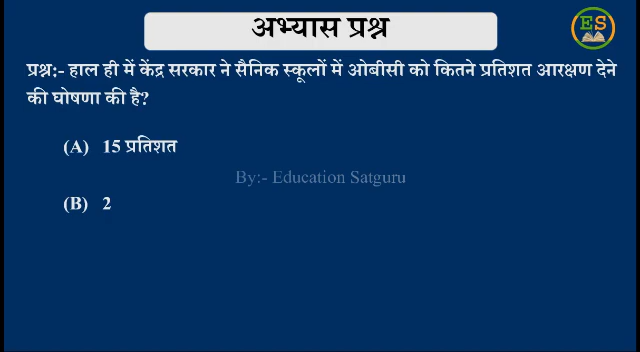 अभ्यास प्रश्न
ES
प्रश्न:- हाल ही में केंद्र सरकार ने सैनिक स्कूलों में ओबीसी को कितने प्रतिशत आरक्षण देने
की घोषणा की है?
(A) 15 प्रतिशत
By:- Education Satguru
(B) 2